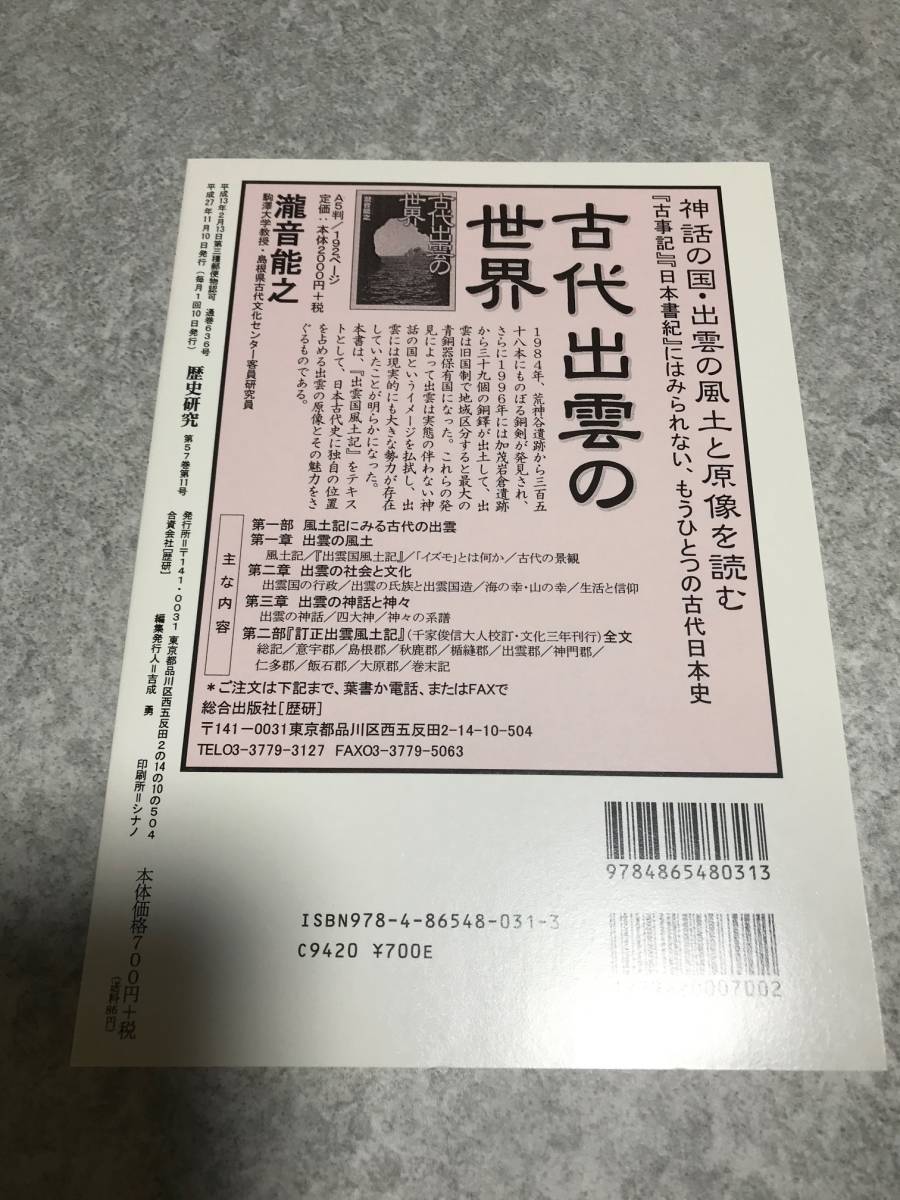 神話の国・出雲の風土と原像を読む
『古事記』『日本書紀』にはみられない、もうひとつの古代日本史
古代出雲の
世界
古代出雲の
世界
瀧音能之
A5判／192ページ
定価：本体2000円＋税
瀧音能之
駒澤大学教授・島根県古代文化センター客員研究員
1984年、荒神谷遺跡から三百五
十八本にものぼる銅剣が発見され、
さらに1996年には加茂岩倉遺跡
から三十九個の銅鐸が出土して、出
雲は旧国制で地域区分すると最大の
青銅器保有国になった。これらの発
見によって出雲は実態の伴わない神
話の国というイメージを払拭し、出
雲には現実的にも大きな勢力が存在
していたことが明らかになった。
本書は、『出雲国風土記』をテキス
トとして、日本古代史に独自の位置
を占める出雲の原像とその魅力をさ
ぐるものである。
主な内容
第一部 風土記にみる古代の出雲
第一章 出雲の風土
風土記／『出雲国風土記』／「イズモ」とは何か／古代の景観
第二章 出雲の社会と文化
出雲国の行政／出雲の氏族と出雲国造／海の幸・山の幸／生活と信仰
第三章 出雲の神話と神々
出雲の神話／四大神／神々の系譜
第二部『訂正出雲風土記』（千家俊信大人校訂・文化三年刊行）全文
総記／意宇郡／島根郡／秋鹿郡／楯縫郡／出雲郡／神門郡／
仁多郡／飯石郡／大原郡／巻末記
＊ご注文は下記まで、葉書か電話、またはFAXで
総合出版社［歴研］
〒141－0031東京都品川区西五反田2-14-10-504
TEL03-3779-3127 FAX03-3779-5063
平成13年2月13日第三種郵便物認可 通巻636号
平成27年11月10日発行（毎月1回10日発行）
歴史研究 第57巻第11号
発行所＝〒141・0031 東京都品川区西五反田2の14の10の504
合資会社［歴研］ 編集発行人＝吉成 勇 印刷所＝シナノ
本体価格700円＋税
（送料86円）
9784865480313
ISBN978-4-86548-031-3
C9420 ¥700E